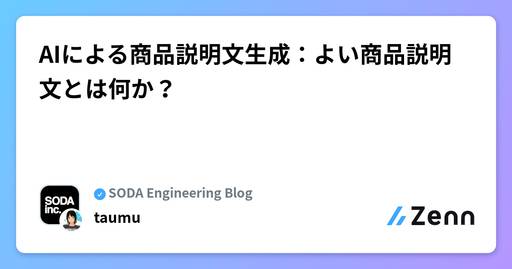 AIによる商品説明文生成：よい商品説明
文とは何か？
SODA
inc.
SODA Engineering Blog
taumu
Zenn